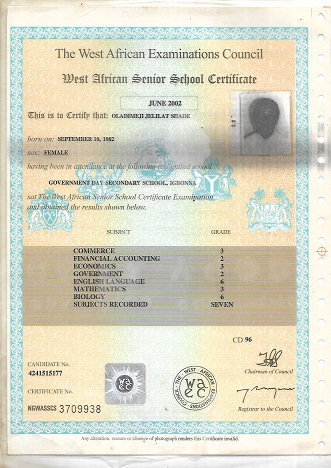 The West African Examinations Council
West African Senior School Certificate
JUNE 2002
This is to Certify that: OLADIMEJI JELILAT SHADE
born on: SEPTEMBER 10, 1982
sex: FEMALE
having been in attendance at the following recognised school
GOVERNMENT DAY SECONDARY SCHOOL, IGBONNA
sat The West African Senior School Certificate Examination
and obtained the results shown below.
SUBJECT GRADE
COMMERCE 3
FINANCIAL ACCOUNTING 2
ECONOMICS 3
GOVERNMENT 2
ENGLISH LANGUAGE 6
MATHEMATICS 3
BIOLOGY 6
SUBJECTS RECORDED SEVEN
CD 96
CANDIDATE NO.
4241515177
Chairman of Council
CERTIFICATE NO.
THE WEST AFRICAN EXAMINATIONS COUNCIL
waec
NGWASSCS 3709938
Registrar to the Council
Any alteration, erasure or absence of photograph renders this Certificate invalid.